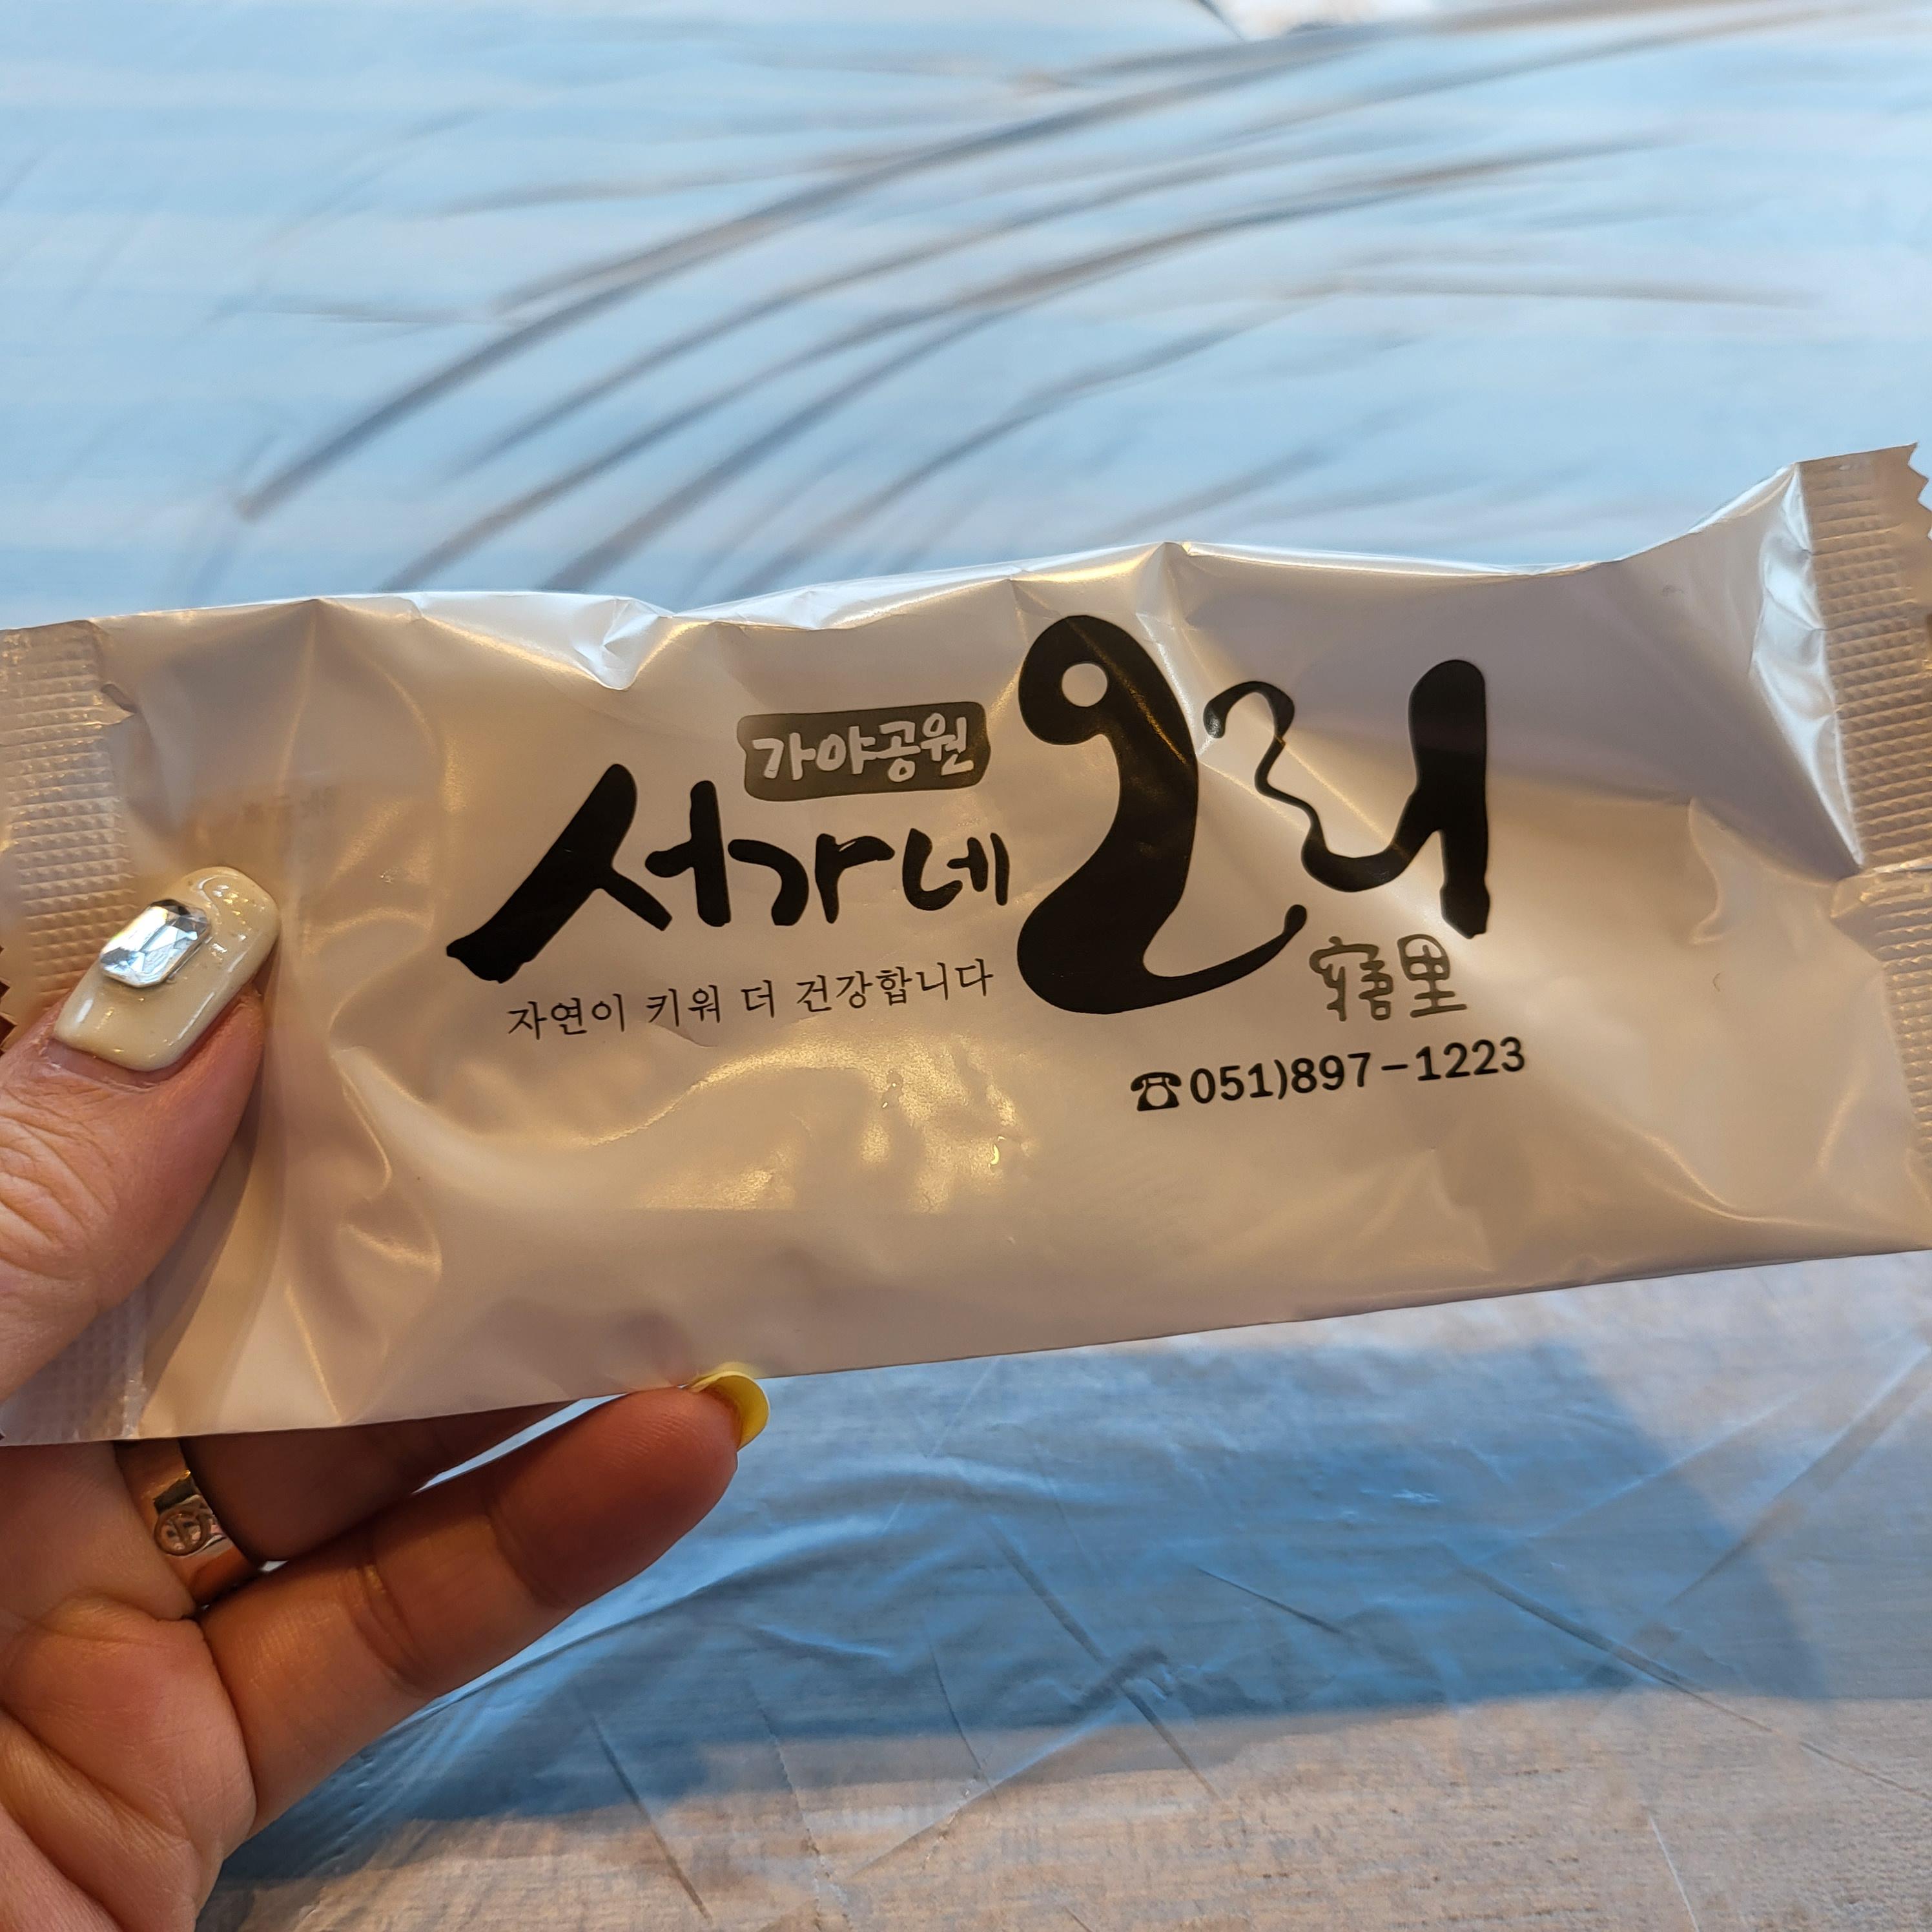 가야공원
서가네 오리
자연이 키워 더 건강합니다
☎051)897-1223